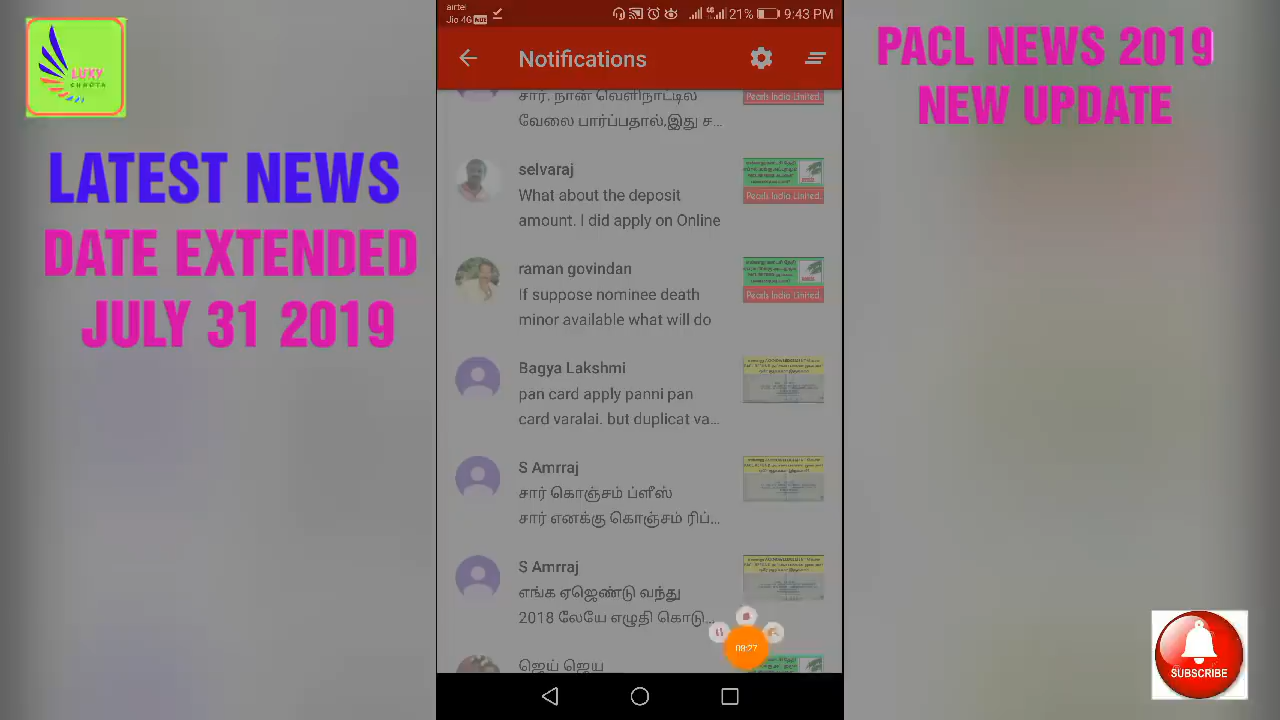 LUKY
CHHOTA
LATEST NEWS
DATE EXTENDED
JULY 31 2019
airtel
Jio 4G
21%
9:43 PM
Notifications
சார். நான் வெளிநாட்டில்
வேலை பார்ப்பதால்,இது ச...
Pearls India Limited.
selvaraj
What about the deposit
amount. I did apply on Online
Pearls India Limited.
raman govindan
If suppose nominee death
minor available what will do
Pearls India Limited.
Bagya Lakshmi
pan card apply panni pan
card varalai. but duplicat va...
S Amrraj
சார் கொஞ்சம் ப்ளீஸ்
சார் எனக்கு கொஞ்சம் ரிப்...
S Amrraj
எங்க ஏஜெண்டு வந்து
2018 லேயே எழுதி கொடு...
ஜெய் ஜெய
PACL NEWS 2019
NEW UPDATE
SUBSCRIBE